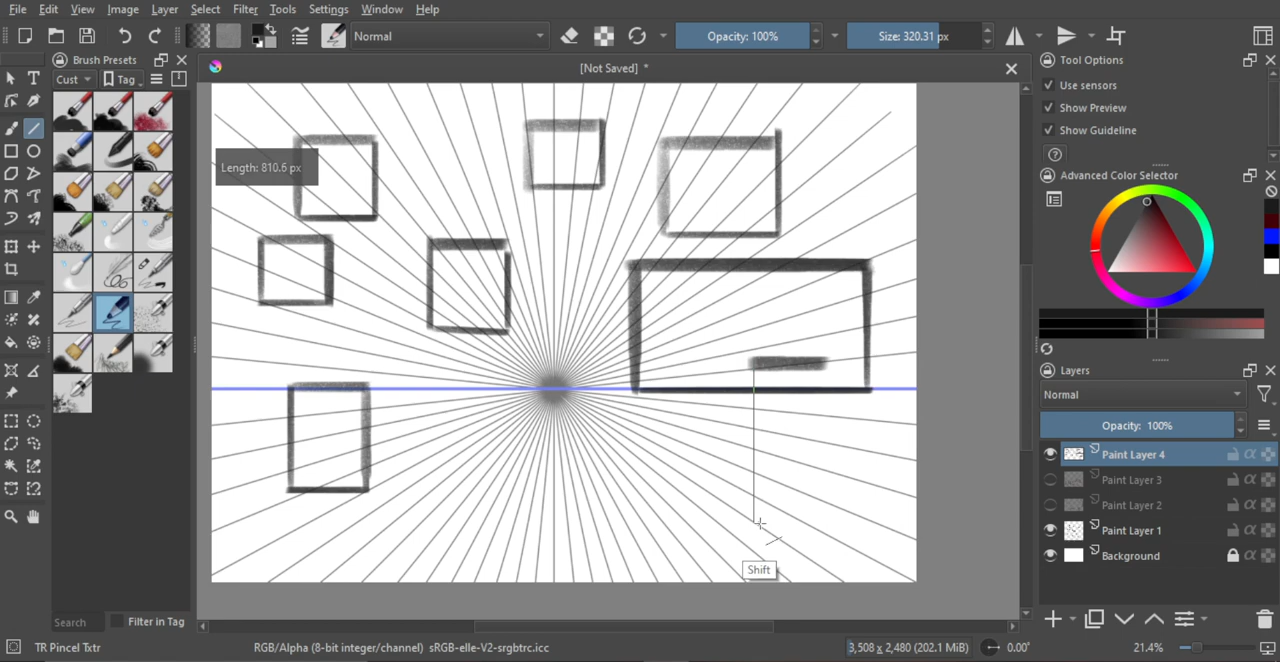 File Edit View Image Layer Select Filter Tools Settings Window Help
Normal
Opacity: 100%
Size: 320.31 px
Brush Presets
Cust
Tag
[Not Saved] *
Length: 810.6 px
Shift
Search
Filter in Tag
Tool Options
Use sensors
Show Preview
Show Guideline
Advanced Color Selector
Layers
Normal
Opacity: 100%
Paint Layer 4
Paint Layer 3
Paint Layer 2
Paint Layer 1
Background
TR Pincel Txtr
RGB/Alpha (8-bit integer/channel) sRGB-elle-V2-srgbtrc.icc
3,508 x 2,480 (202.1 MiB)
0.00°
21.4%